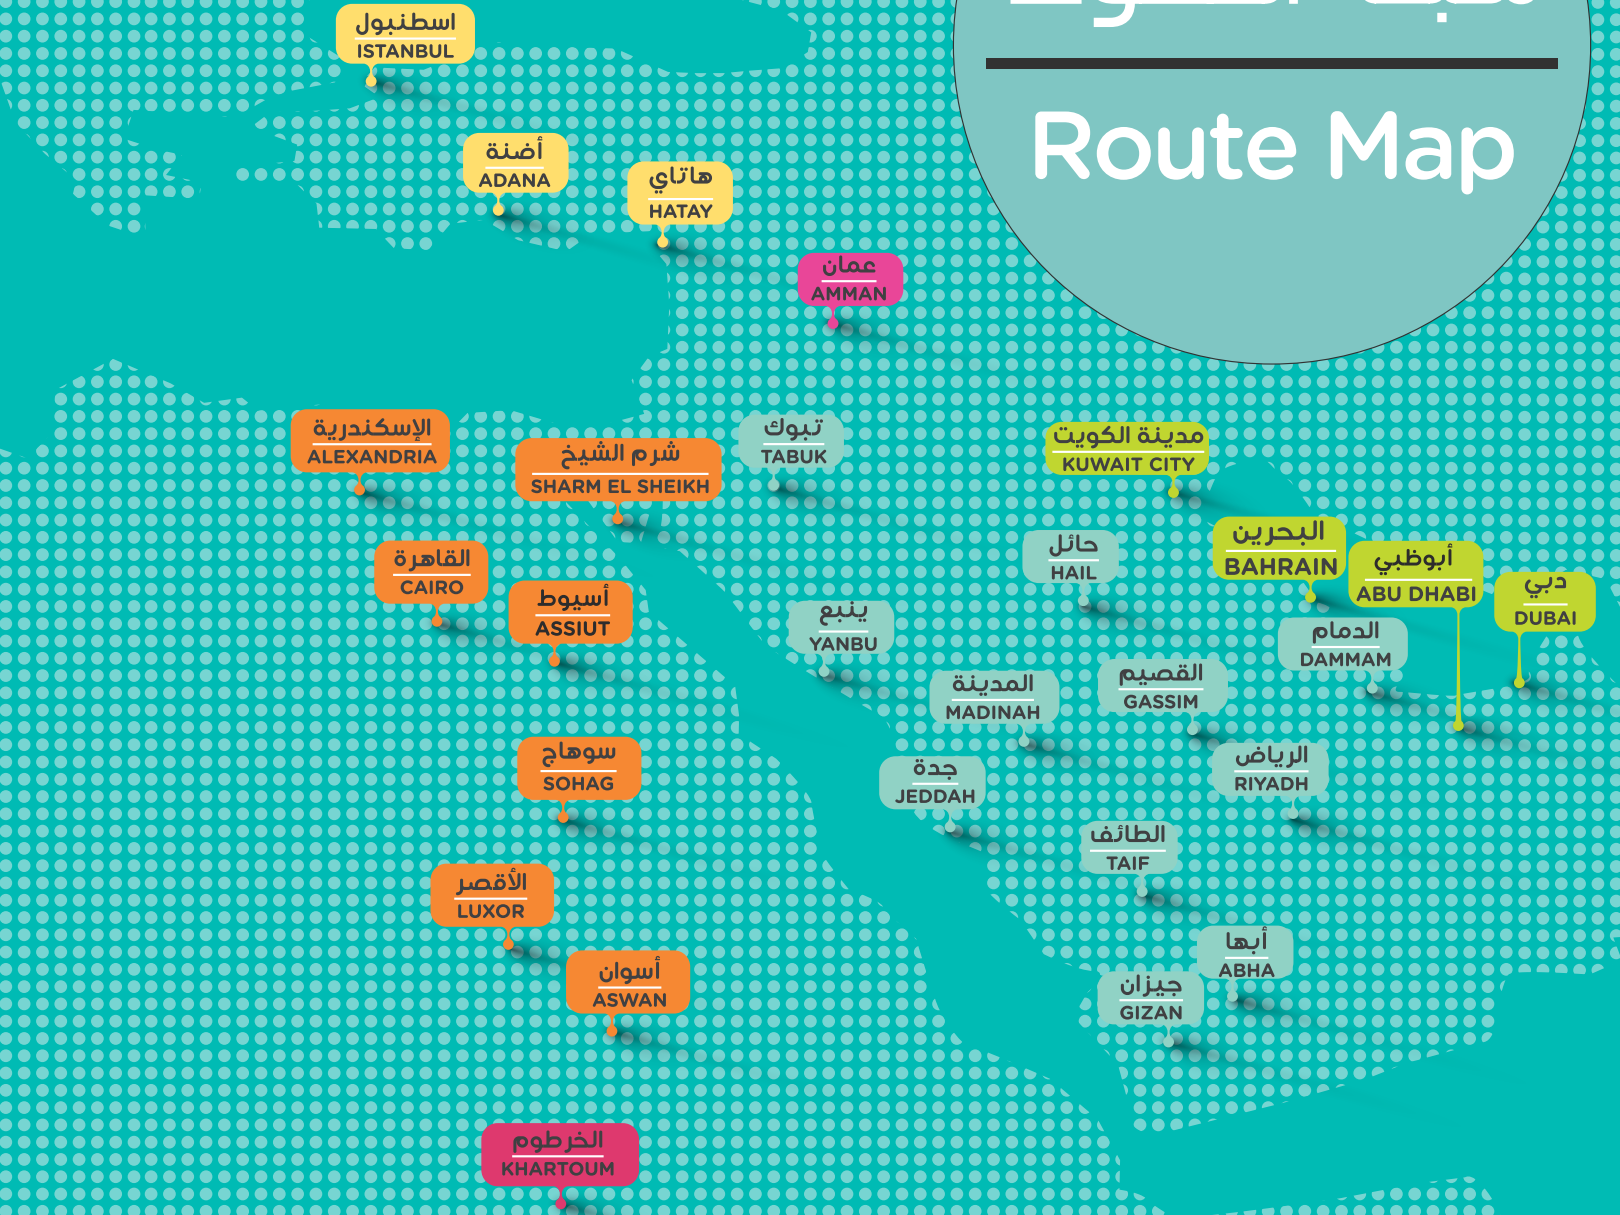 Route Map
اسطنبول
ISTANBUL
أضنة
ADANA
هاتاي
HATAY
عمان
AMMAN
الإسكندرية
ALEXANDRIA
شرم الشيخ
SHARM EL SHEIKH
تبوك
TABUK
مدينة الكويت
KUWAIT CITY
القاهرة
CAIRO
أسيوط
ASSIUT
ينبع
YANBU
حائل
HAIL
البحرين
BAHRAIN
أبوظبي
ABU DHABI
دبي
DUBAI
الدمام
DAMMAM
المدينة
MADINAH
القصيم
GASSIM
سوهاج
SOHAG
جدة
JEDDAH
الرياض
RIYADH
الطائف
TAIF
الأقصر
LUXOR
أسوان
ASWAN
أبها
ABHA
جيزان
GIZAN
الخرطوم
KHARTOUM